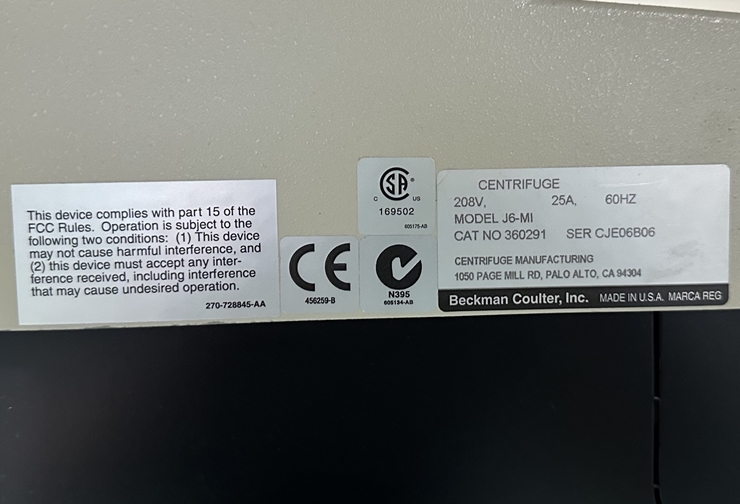 This device complies with part 15 of the
FCC Rules. Operation is subject to the
following two conditions: (1) This device
may not cause harmful interference, and
(2) this device must accept any inter-
ference received, including interference
that may cause undesired operation.
270-728845-AA
CE
456259-B
SA
C US
169502
605175-AB
N395
605154-AB
CENTRIFUGE
208V, 25A, 60HZ
MODEL J6-MI
CAT NO 360291 SER CJE06B06
CENTRIFUGE MANUFACTURING
1050 PAGE MILL RD, PALO ALTO, CA 94304
Beckman Coulter, Inc. MADE IN U.S.A. MARCA REG